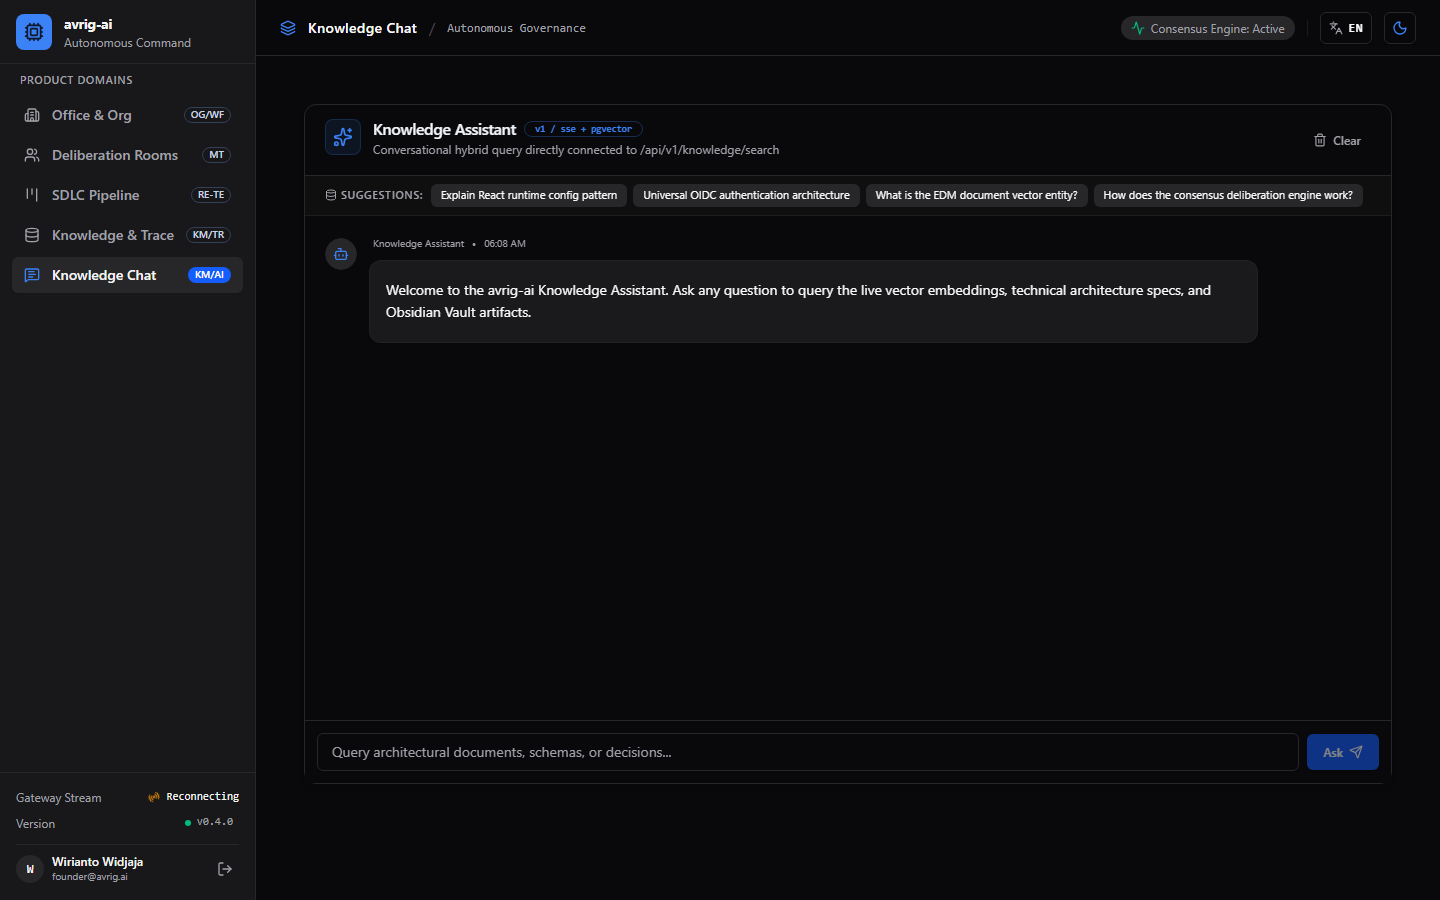 avrig-ai
Autonomous Command
PRODUCT DOMAINS
Office & Org OG/WF
Deliberation Rooms MT
SDLC Pipeline RE-TE
Knowledge & Trace KM/TR
Knowledge Chat KM/AI
Gateway Stream Reconnecting
Version v0.4.0
W
Wirianto Widjaja
founder@avrig.ai
Knowledge Chat / Autonomous Governance
Consensus Engine: Active
EN
Knowledge Assistant v1 / sse + pgvector
Conversational hybrid query directly connected to /api/v1/knowledge/search
Clear
SUGGESTIONS: Explain React runtime config pattern Universal OIDC authentication architecture What is the EDM document vector entity? How does the consensus deliberation engine work?
Knowledge Assistant • 06:08 AM
Welcome to the avrig-ai Knowledge Assistant. Ask any question to query the live vector embeddings, technical architecture specs, and
Obsidian Vault artifacts.
Query architectural documents, schemas, or decisions...
Ask